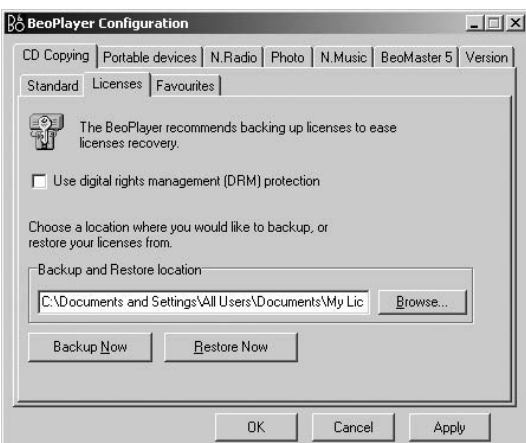 BeoPlayer Configuration
CD Copying Portable devices N.Radio Photo N.Music BeoMaster 5 Version
Standard Licenses Favourites
The BeoPlayer recommends backing up licenses to ease
licenses recovery.
Use digital rights management (DRM) protection
Choose a location where you would like to backup, or
restore your licenses from.
Backup and Restore location
C:\Documents and Settings\All Users\Documents\My Lic Browse...
Backup Now Restore Now
OK Cancel Apply